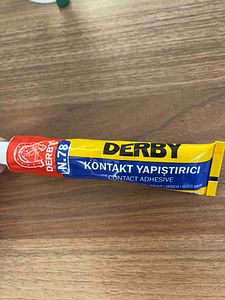 DERBY
KONTAKT YAPIŞTIRICI
CONTACT ADHESIVE
DERBY
N.78